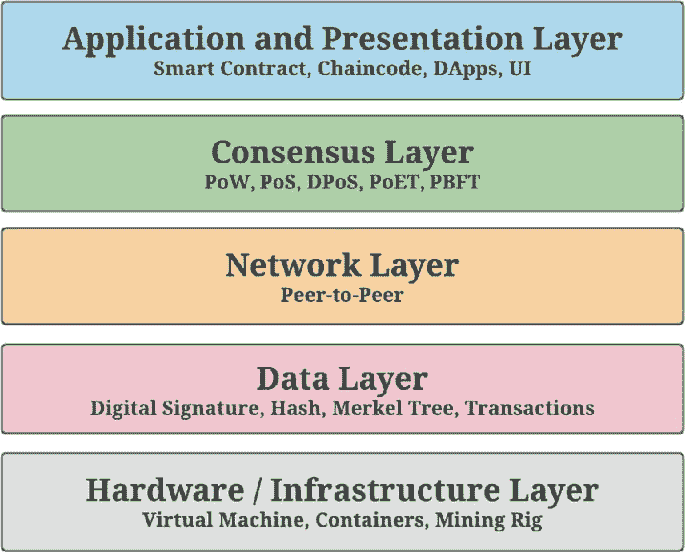 Application and Presentation Layer
Smart Contract, Chaincode, DApps, UI
Consensus Layer
PoW, PoS, DPoS, PoET, PBFT
Network Layer
Peer-to-Peer
Data Layer
Digital Signature, Hash, Merkel Tree, Transactions
Hardware / Infrastructure Layer
Virtual Machine, Containers, Mining Rig